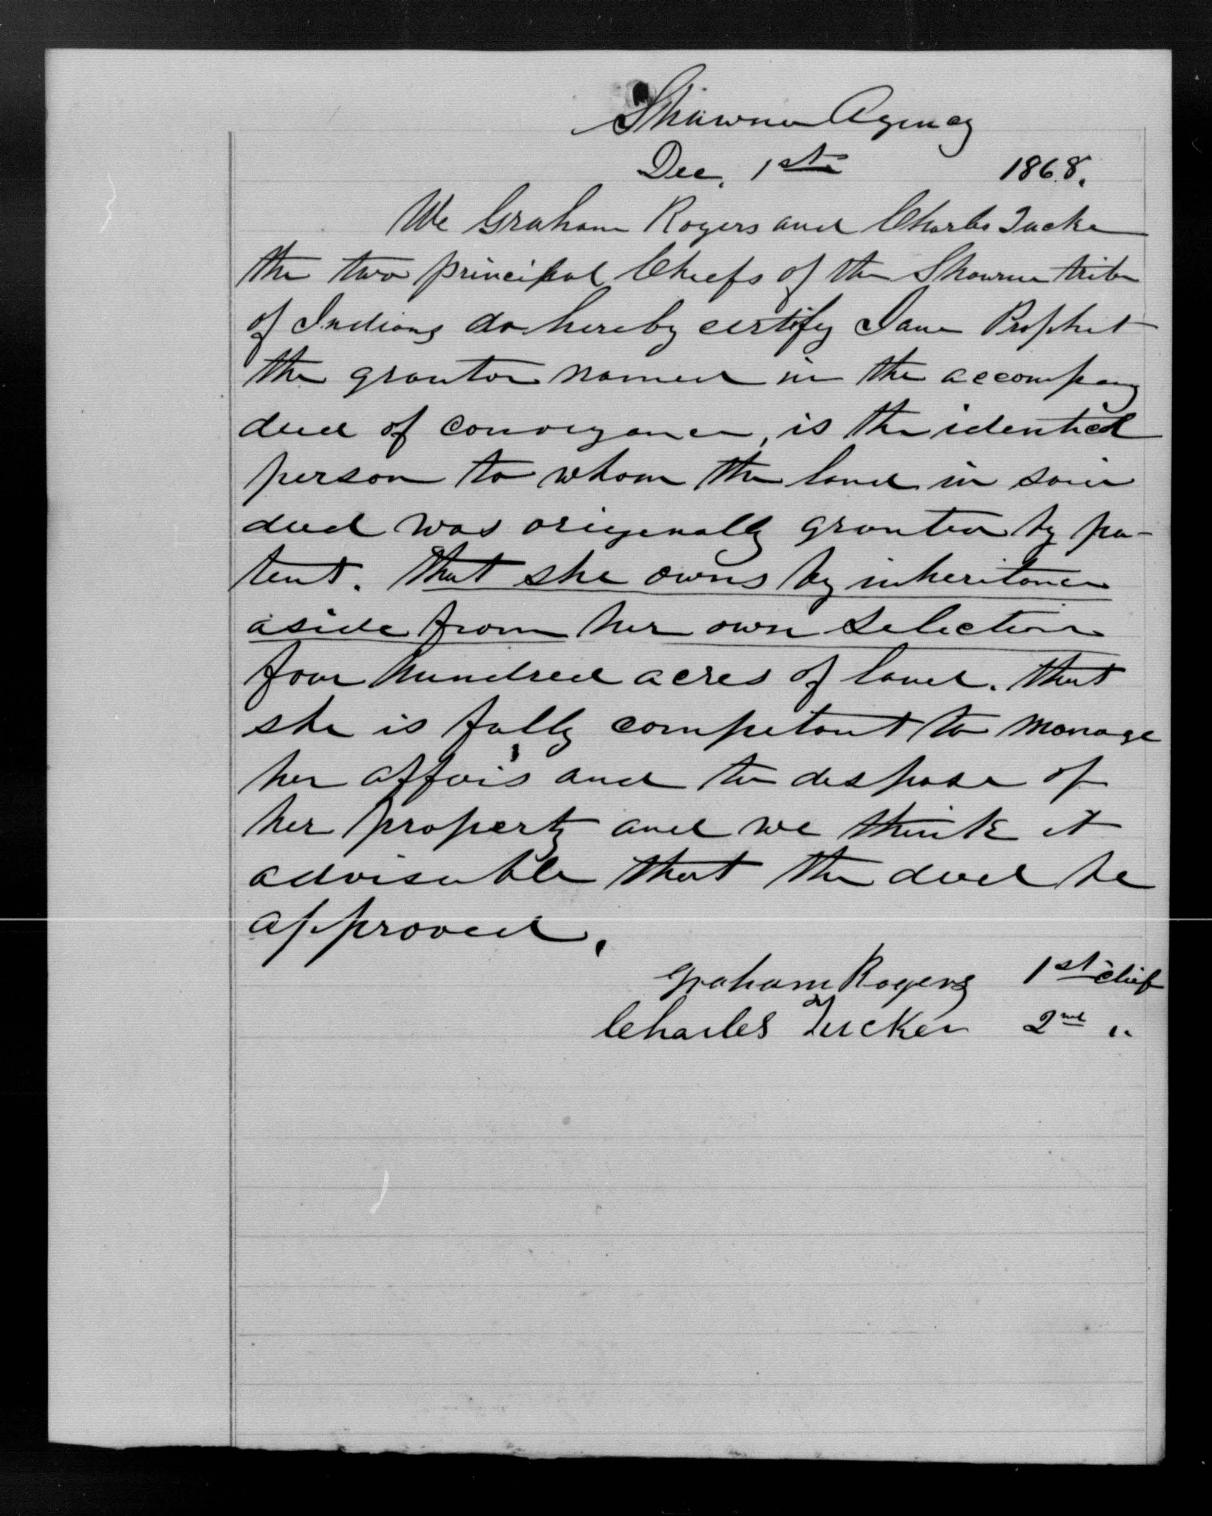 Shawnee Agency
Dec. 1st 1868.
We Graham Rogers and Charles Tucker
the two principal Chiefs of the Shawnee tribe
of Indians do hereby certify Jane Prophet
the grantor named in the accompany
deed of conveyance, is the identical
person to whom the land in said
deed was originally granted by pa-
tent. That she owns by inheritance
aside from her own selection
four hundred acres of land. that
she is fully competant to manage
her affairs and to despose of
her property and we think it
advisable that the deed be
approved.
Graham Rogers 1st chief
Charles Tucker 2nd "